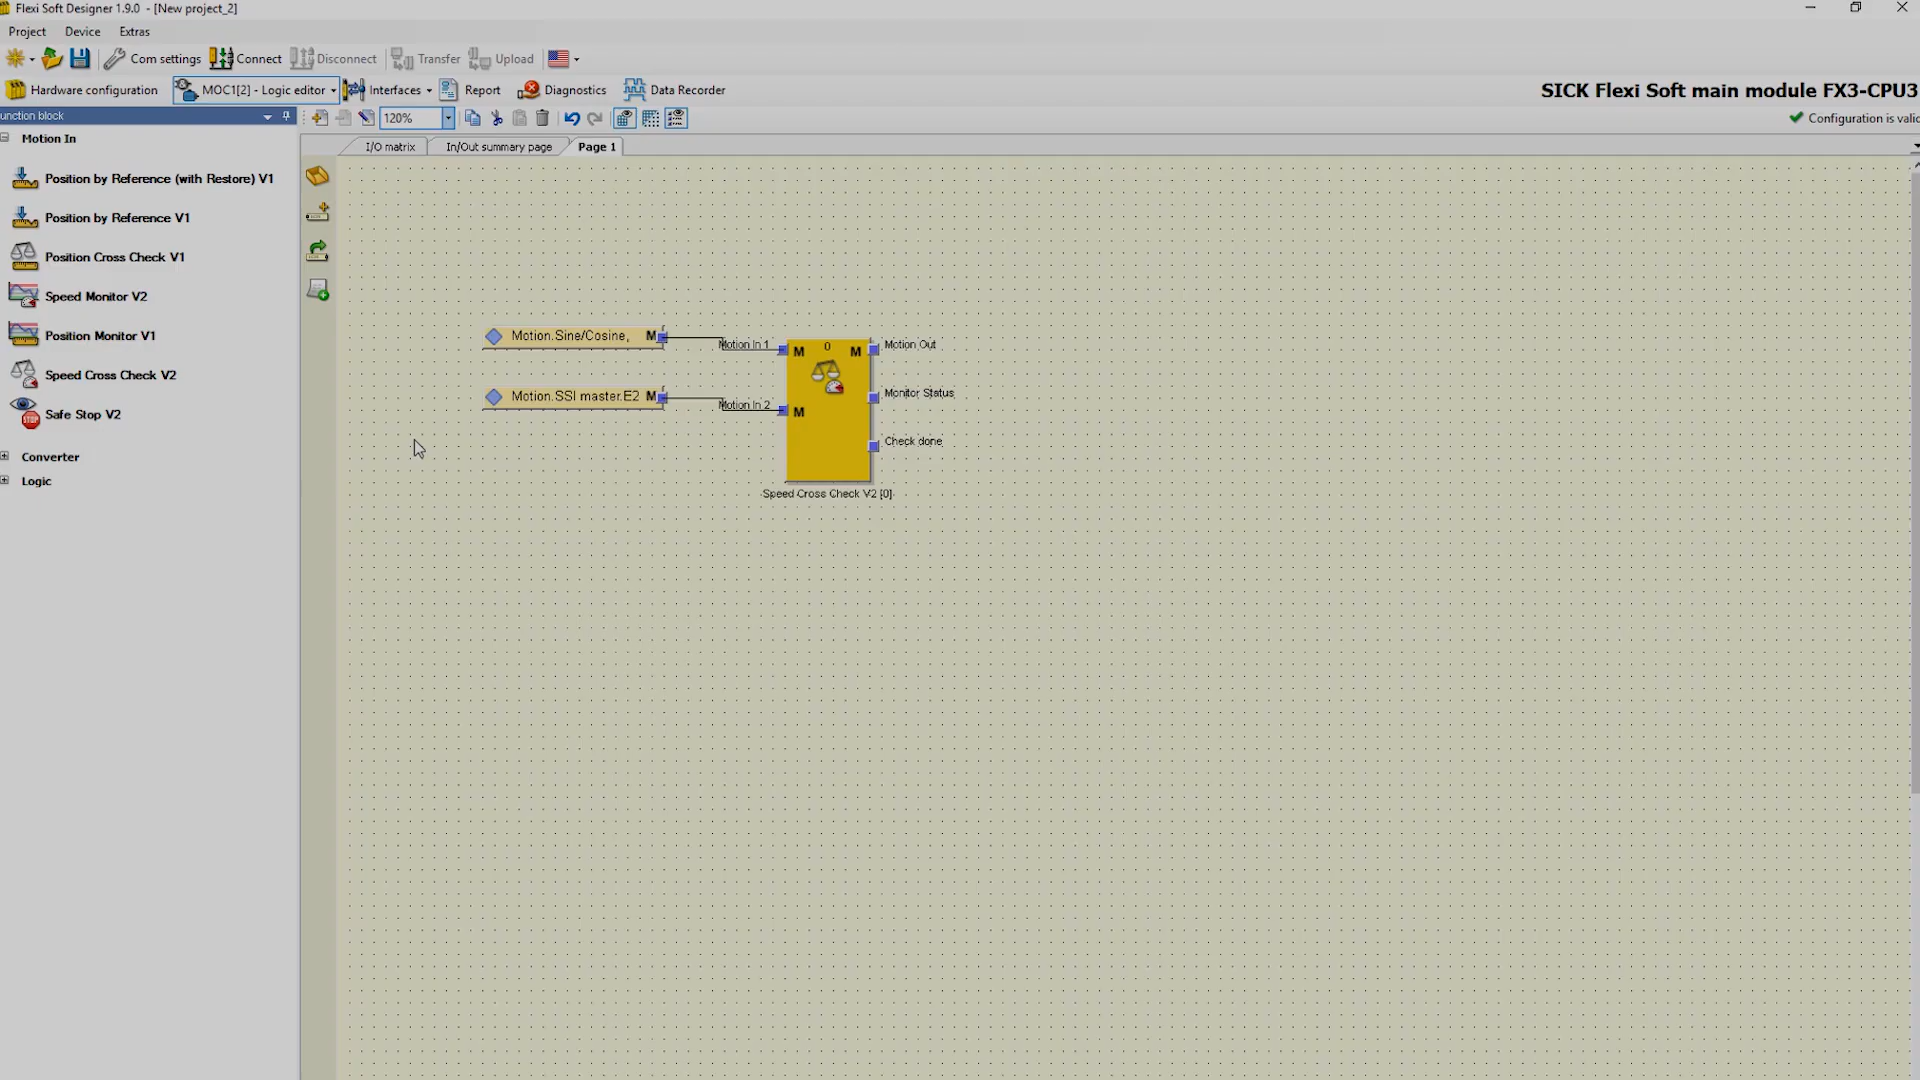 Flexi Soft Designer 1.9.0 - [New project_2]
Project Device Extras
Com settings Connect Disconnect Transfer Upload
Hardware configuration MOC1[2] - Logic editor Interfaces Report Diagnostics Data Recorder SICK Flexi Soft main module FX3-CPU3
unction block 120% Configuration is valic
Motion In I/O matrix In/Out summary page Page 1
Position by Reference (with Restore) V1
Position by Reference V1
Position Cross Check V1
Speed Monitor V2
Position Monitor V1
Speed Cross Check V2
Safe Stop V2
Converter
Logic
Motion.Sine/Cosine, M
Motion In 1 M 0 M Motion Out
Motion.SSI master.E2 M
Motion In 2 M Monitor Status
Check done
Speed Cross Check V2 [0]
STOP